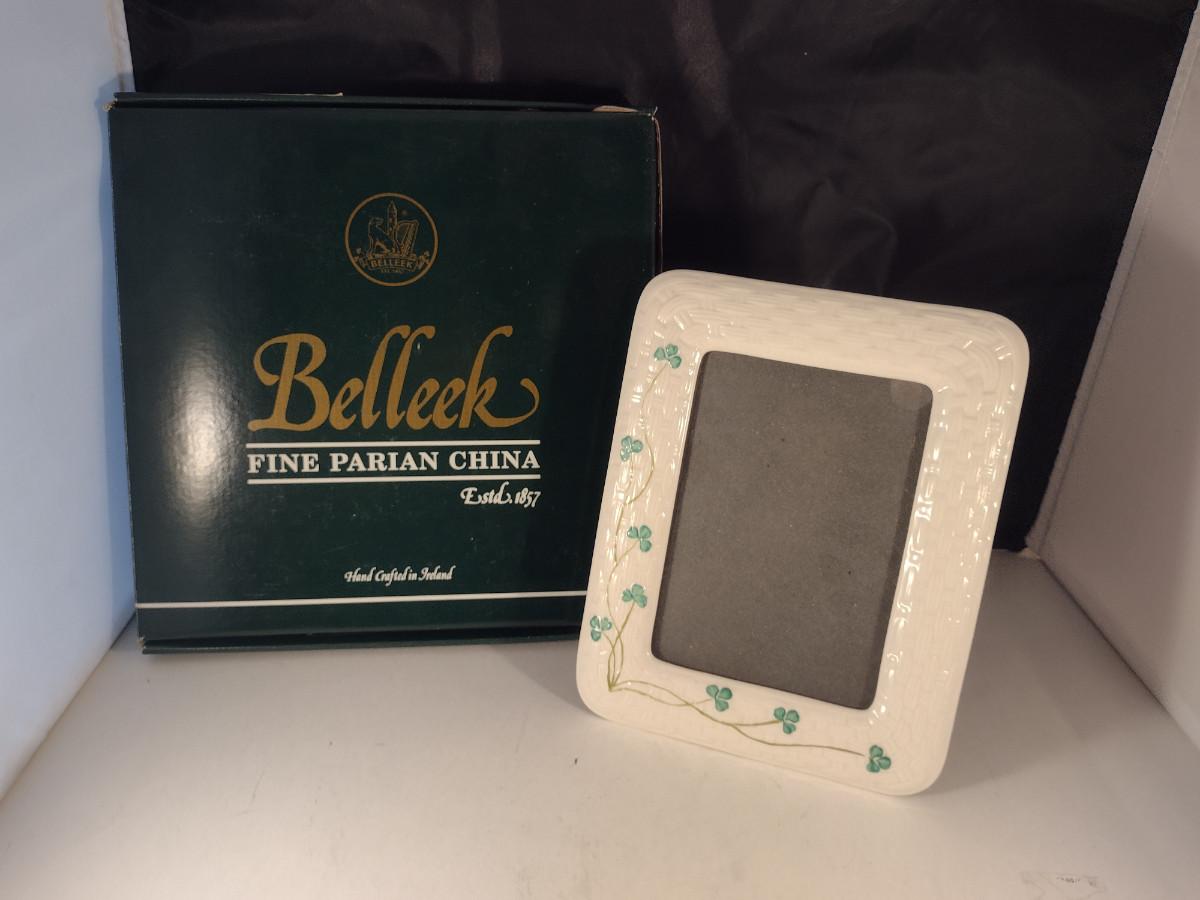 BELLEEK
Belleek
FINE PARIAN CHINA
Estd. 1857
Hand Crafted in Ireland